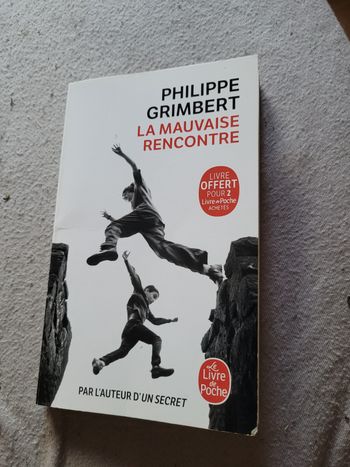 PHILIPPE
GRIMBERT
LA MAUVAISE
RENCONTRE
LIVRE
OFFERT
POUR 2
Livre de Poche
ACHETÉS
Le
Livre
de
Poche
PAR L'AUTEUR D'UN SECRET